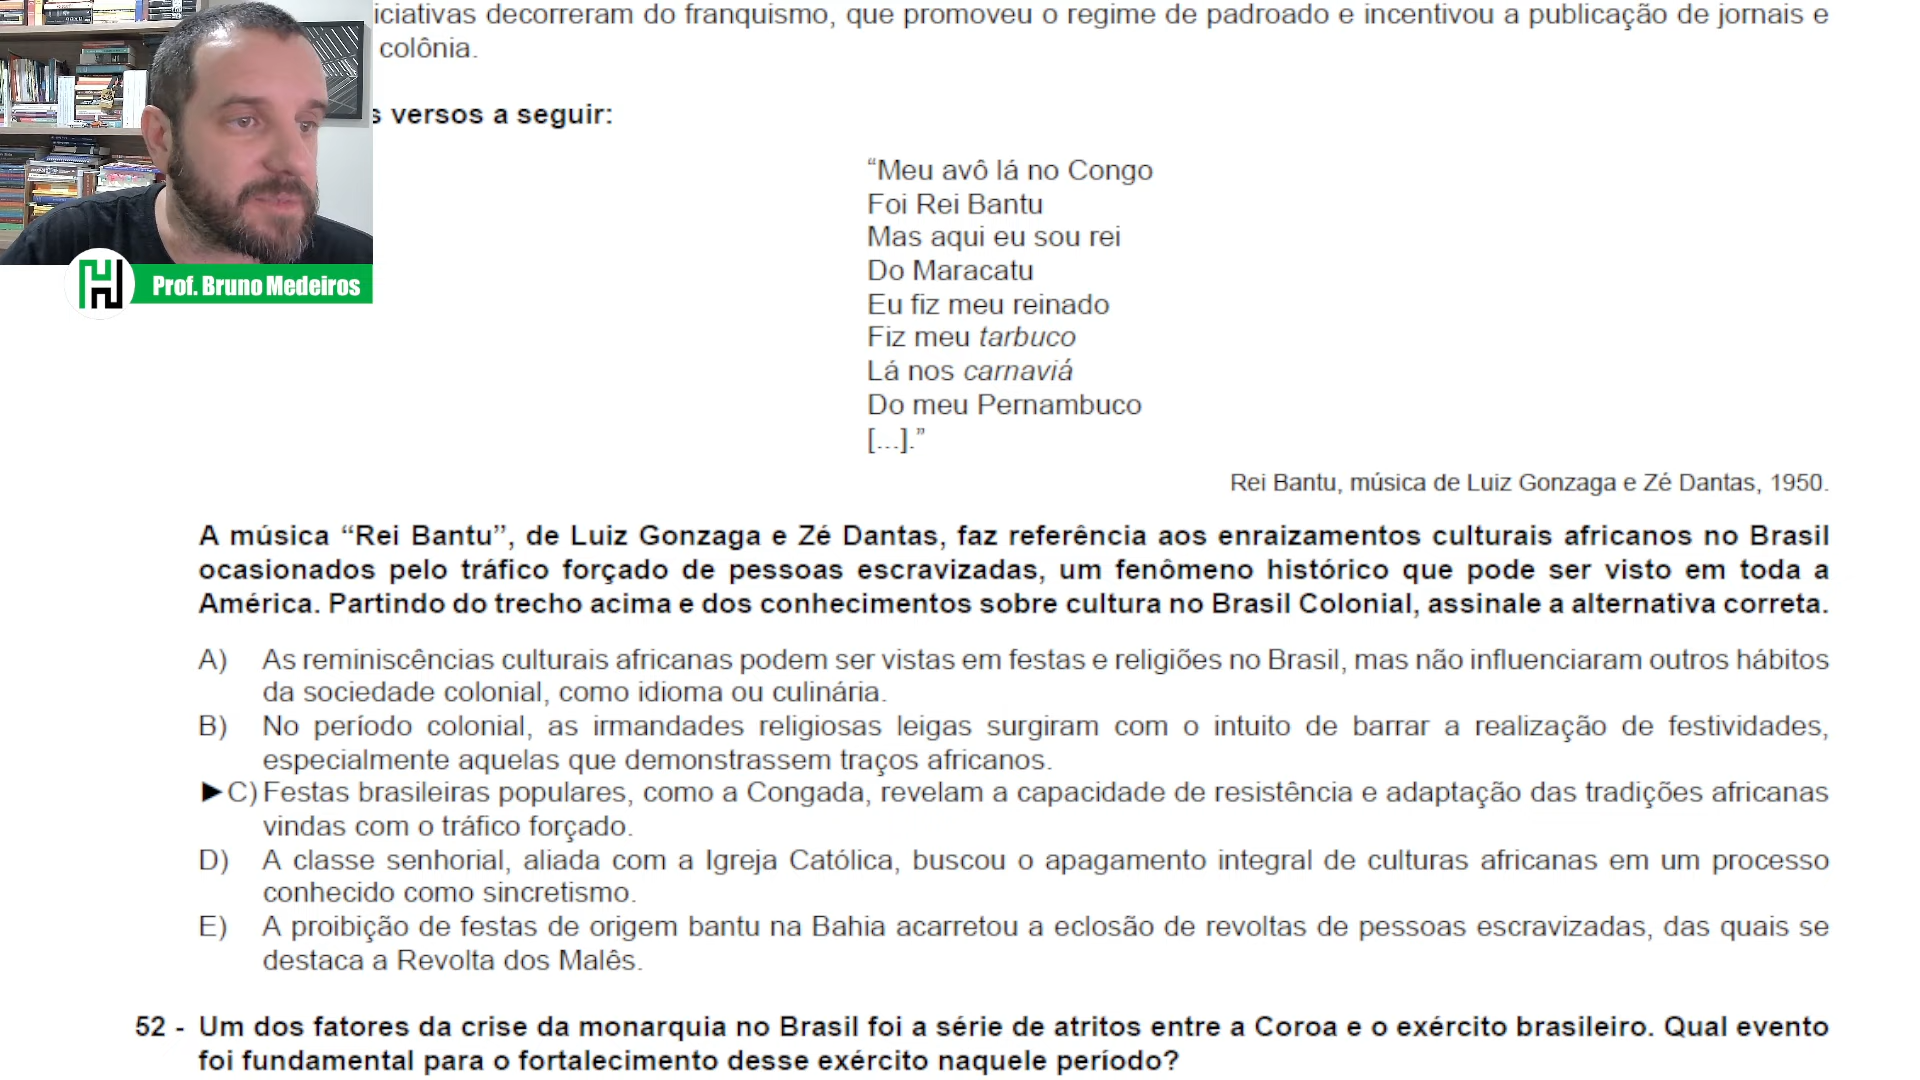 iciativas decorreram do franquismo, que promoveu o regime de padroado e incentivou a publicação de jornais e
colônia.
s versos a seguir:
“Meu avô lá no Congo
Foi Rei Bantu
Mas aqui eu sou rei
Do Maracatu
Eu fiz meu reinado
Fiz meu tarbuco
Lá nos carnaviá
Do meu Pernambuco
[...].”
Prof. Bruno Medeiros
Rei Bantu, música de Luiz Gonzaga e Zé Dantas, 1950.
A música “Rei Bantu”, de Luiz Gonzaga e Zé Dantas, faz referência aos enraizamentos culturais africanos no Brasil
ocasionados pelo tráfico forçado de pessoas escravizadas, um fenômeno histórico que pode ser visto em toda a
América. Partindo do trecho acima e dos conhecimentos sobre cultura no Brasil Colonial, assinale a alternativa correta.
A) As reminiscências culturais africanas podem ser vistas em festas e religiões no Brasil, mas não influenciaram outros hábitos
da sociedade colonial, como idioma ou culinária.
B) No período colonial, as irmandades religiosas leigas surgiram com o intuito de barrar a realização de festividades,
especialmente aquelas que demonstrassem traços africanos.
►C) Festas brasileiras populares, como a Congada, revelam a capacidade de resistência e adaptação das tradições africanas
vindas com o tráfico forçado.
D) A classe senhorial, aliada com a Igreja Católica, buscou o apagamento integral de culturas africanas em um processo
conhecido como sincretismo.
E) A proibição de festas de origem bantu na Bahia acarretou a eclosão de revoltas de pessoas escravizadas, das quais se
destaca a Revolta dos Malês.
52 - Um dos fatores da crise da monarquia no Brasil foi a série de atritos entre a Coroa e o exército brasileiro. Qual evento
foi fundamental para o fortalecimento desse exército naquele período?